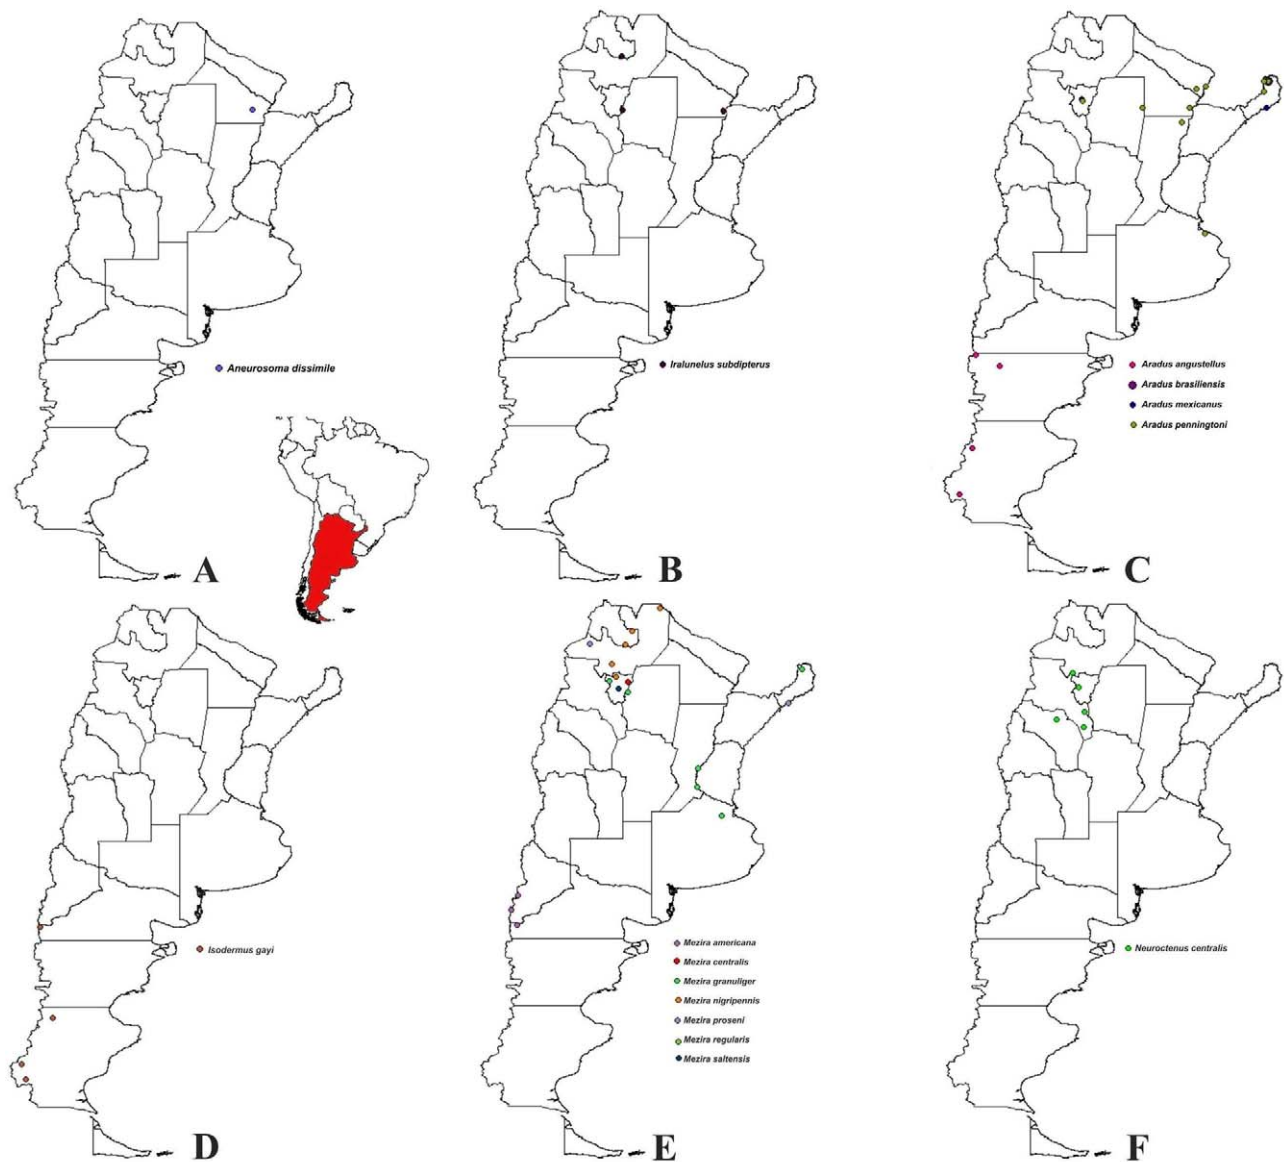 Aneurosoma dissimile
A
Iralunelus subdipterus
B
Aradus angustellus
Aradus brasiliensis
Aradus mexicanus
Aradus penningtoni
C
Isodermus gayi
D
Mezira americana
Mezira centralis
Mezira granuliger
Mezira nigripennis
Mezira proseni
Mezira regularis
Mezira saltensis
E
Neuroctenus centralis
F